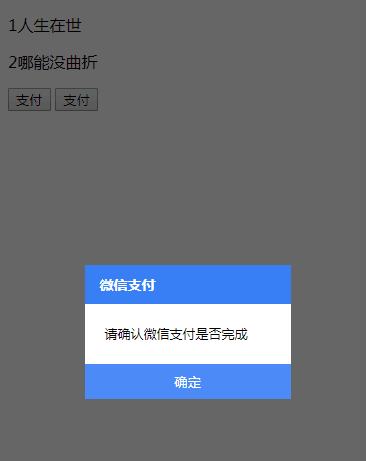 1人生在世
2哪能没曲折
支付 支付
微信支付
请确认微信支付是否完成
确定